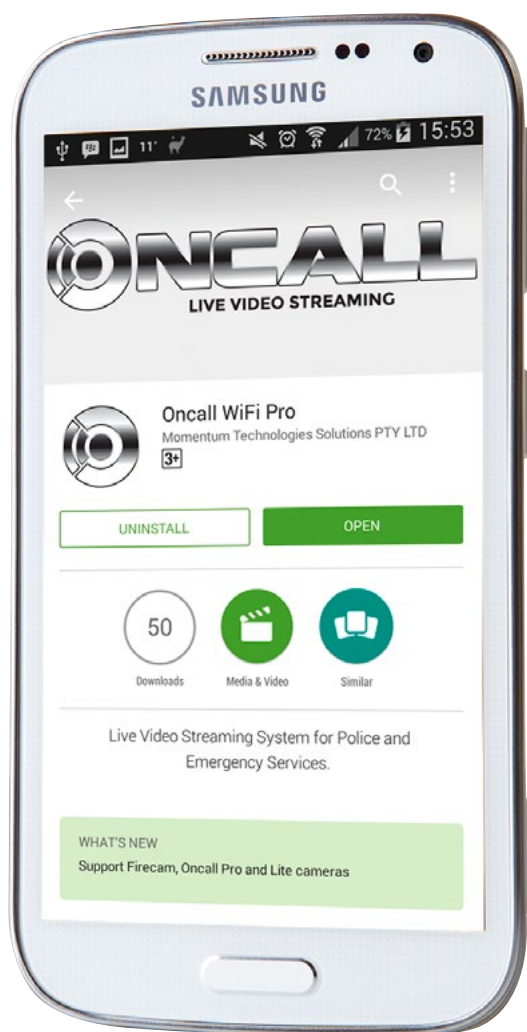 SAMSUNG
11°
72%
15:53
ONCALL
LIVE VIDEO STREAMING
Oncall WiFi Pro
Momentum Technologies Solutions PTY LTD
3+
UNINSTALL
OPEN
50
Downloads
Media & Video
Similar
Live Video Streaming System for Police and
Emergency Services.
WHAT'S NEW
Support Firecam, Oncall Pro and Lite cameras